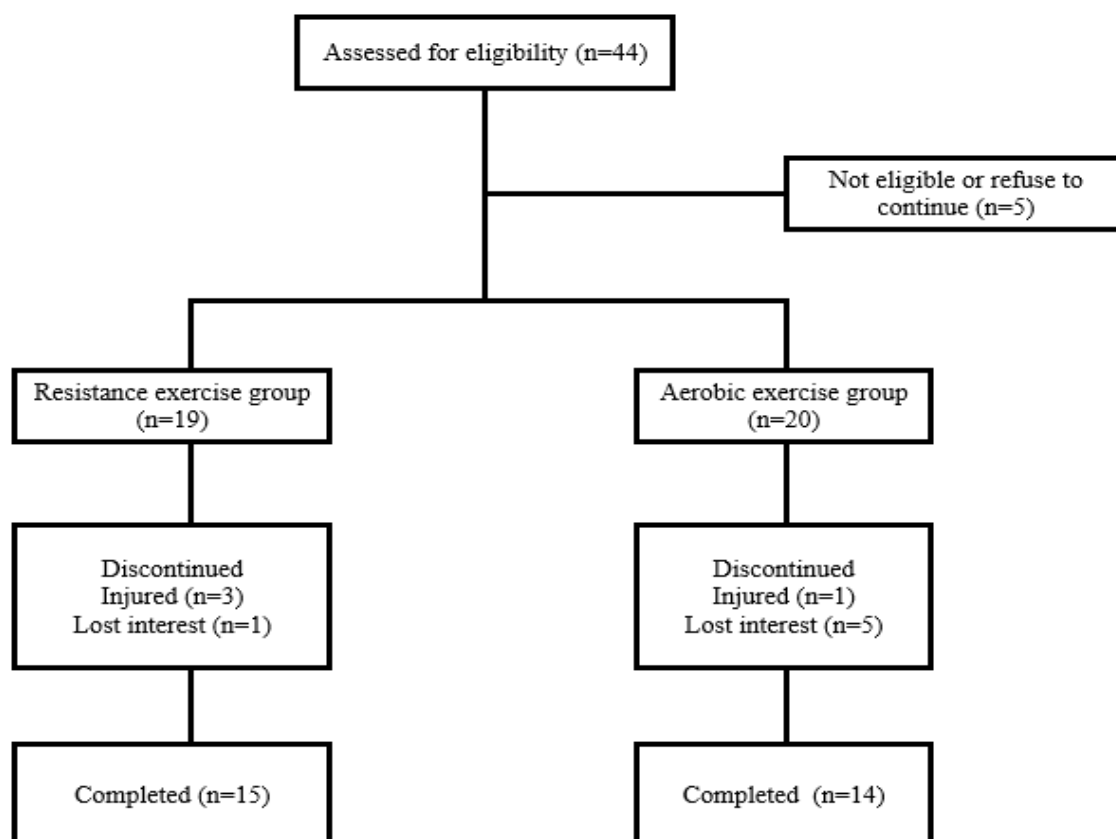 Assessed for eligibility (n=44)
Not eligible or refuse to
continue (n=5)
Resistance exercise group
(n=19)
Aerobic exercise group
(n=20)
Discontinued
Injured (n=3)
Lost interest (n=1)
Discontinued
Injured (n=1)
Lost interest (n=5)
Completed (n=15)
Completed  (n=14)